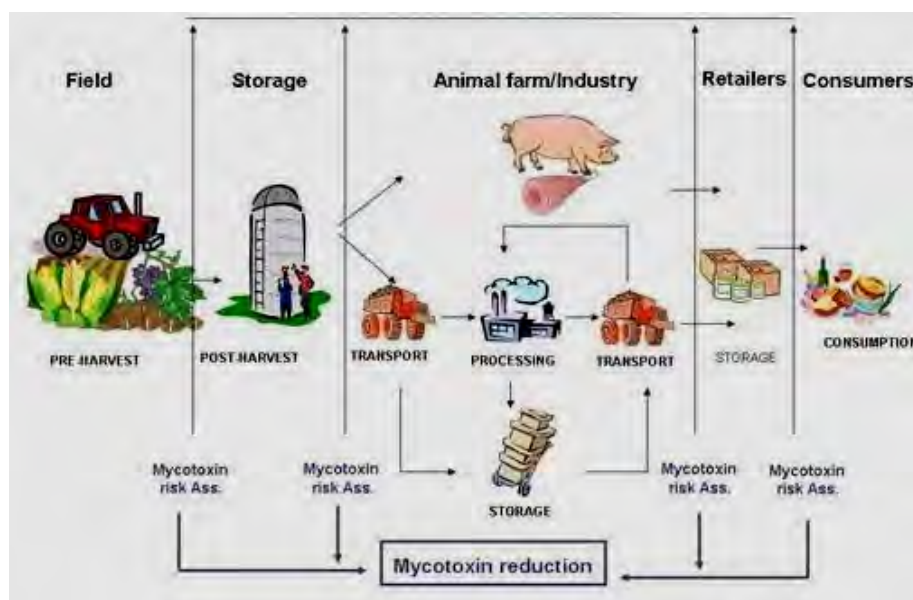 Field
Storage
Animal farm/Industry
Retailers
Consumers
PRE-HARVEST
POST-HARVEST
TRANSPORT
PROCESSING
TRANSPORT
STORAGE
CONSUMPTION
STORAGE
Mycotoxin
risk Ass.
Mycotoxin
risk Ass.
Mycotoxin
risk Ass.
Mycotoxin
risk Ass.
Mycotoxin reduction